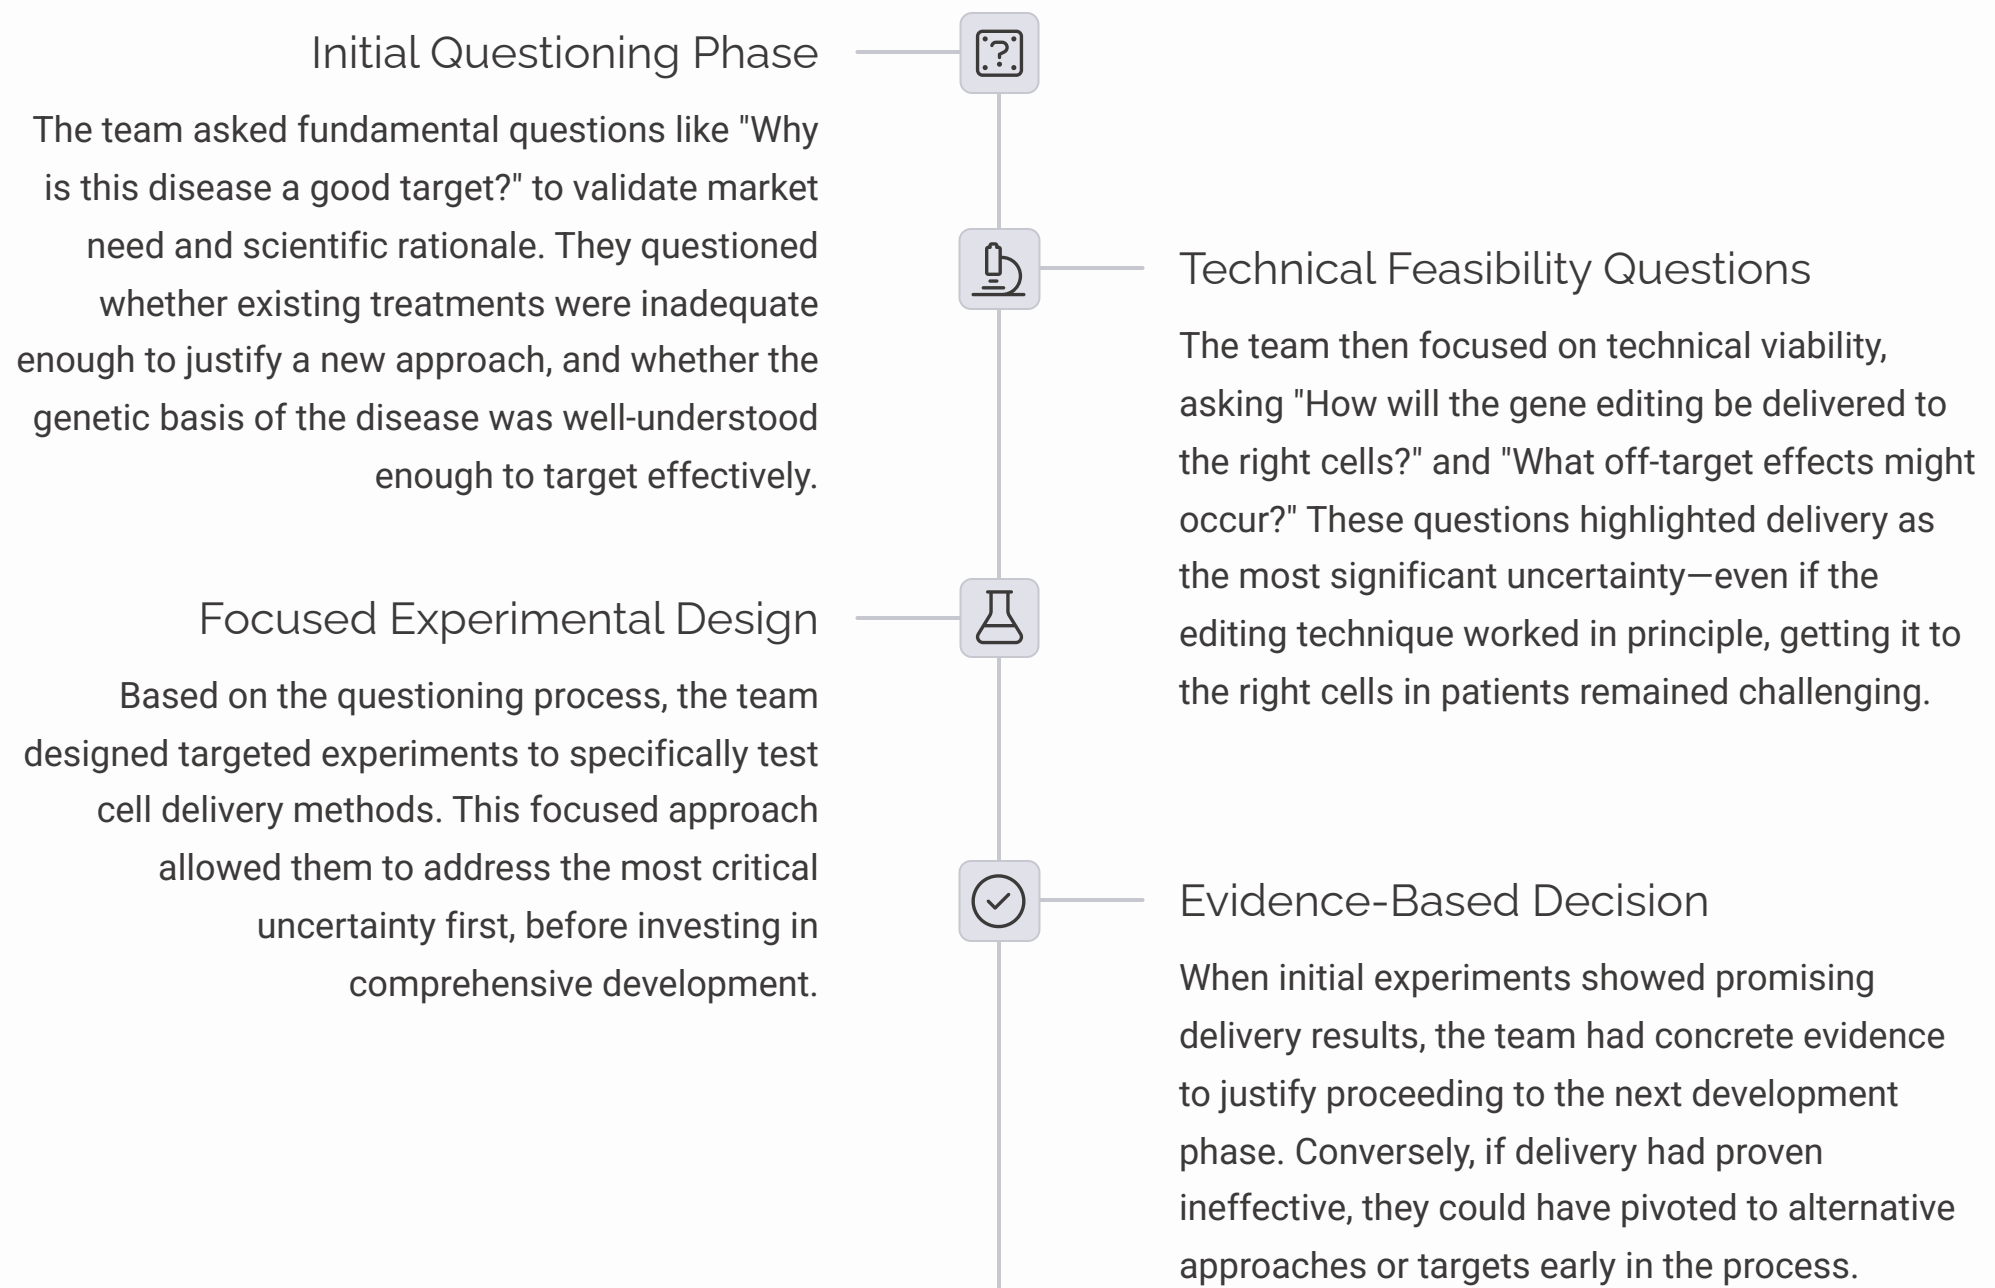 Initial Questioning Phase
The team asked fundamental questions like "Why
is this disease a good target?" to validate market
need and scientific rationale. They questioned
whether existing treatments were inadequate
enough to justify a new approach, and whether the
genetic basis of the disease was well-understood
enough to target effectively.
Technical Feasibility Questions
The team then focused on technical viability,
asking "How will the gene editing be delivered to
the right cells?" and "What off-target effects might
occur?" These questions highlighted delivery as
the most significant uncertainty—even if the
editing technique worked in principle, getting it to
the right cells in patients remained challenging.
Focused Experimental Design
Based on the questioning process, the team
designed targeted experiments to specifically test
cell delivery methods. This focused approach
allowed them to address the most critical
uncertainty first, before investing in
comprehensive development.
Evidence-Based Decision
When initial experiments showed promising
delivery results, the team had concrete evidence
to justify proceeding to the next development
phase. Conversely, if delivery had proven
ineffective, they could have pivoted to alternative
approaches or targets early in the process.